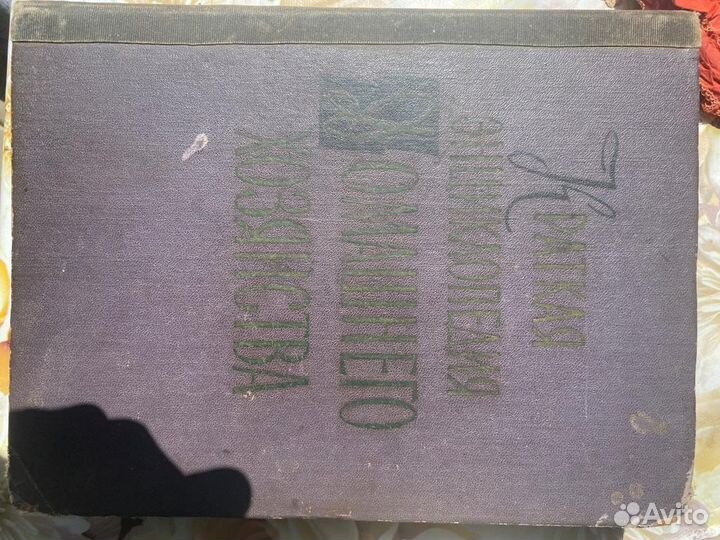 КРАТКАЯ
ЭНЦИКЛОПЕДИЯ
ДОМАШНЕГО
ХОЗЯЙСТВА
Avito